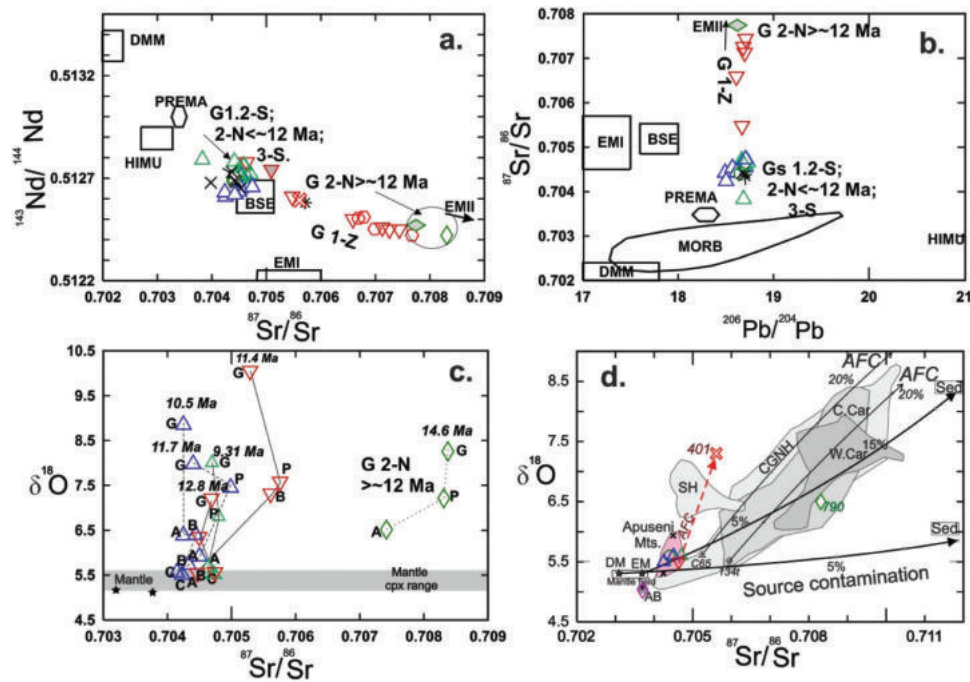 a.
DMM
PREMA
HIMU
G1.2-S;
2-N<~12 Ma;
3-S.
BSE
G 2-N>~12 Ma
EMII
G 1-Z
EMI
0.5132
0.5127
0.5122
143Nd/144Nd
0.702 0.703 0.704 0.705 0.706 0.707 0.708 0.709
87Sr/86Sr
b.
EMII
G 2-N>~12 Ma
G 1-Z
EMI
BSE
Gs 1.2-S;
2-N<~12 Ma;
3-S
PREMA
MORB
HIMU
DMM
0.708
0.707
0.706
0.705
0.704
0.703
0.702
87Sr/86Sr
17 18 19 20 21
206Pb/204Pb
c.
11.4 Ma
G
10.5 Ma
G
11.7 Ma
9.31 Ma
G
G
14.6 Ma
G
12.8 Ma
P
P
B
G
P
G 2-N
>~12 Ma
P
A
A
B
A
A
B
C
C
A
B
C
Mantle
Mantle
cpx range
10.5
9.5
8.5
7.5
6.5
5.5
4.5
δ18O
0.703 0.704 0.705 0.706 0.707 0.708 0.709
87Sr/86Sr
d.
AFC
AFC
20%
20%
Sed
C.Car
15%
W.Car
CGNH
401
SH
790
AFC
5%
Apuseni
Mts.
Sed
DM
EM
C65
134t
5%
AB
Source contamination
8.5
7.5
6.5
5.5
4.5
δ18O
0.702 0.705 0.708 0.711
87Sr/86Sr